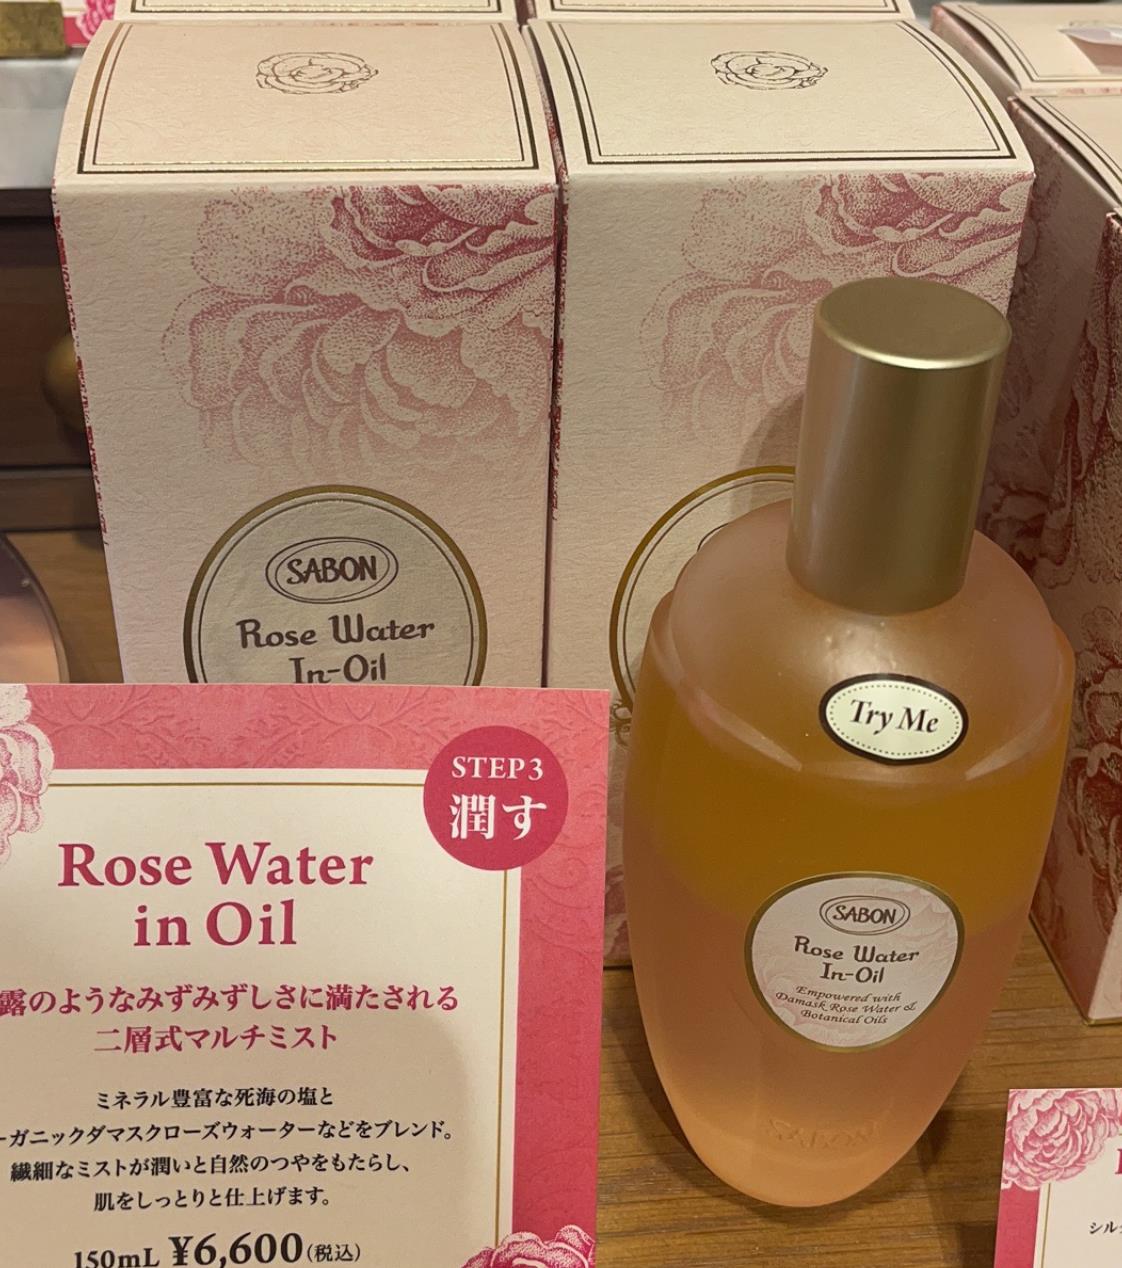 SABON
Rose Water
In-Oil
Try Me
SABON
Rose Water
In-Oil
Empowered with
Damask Rose Water &
Botanical Oils
SABON
STEP3
潤す
Rose Water
in Oil
露のようなみずみずしさに満たされる
二層式マルチミスト
ミネラル豊富な死海の塩と
ーガニックダマスクローズウォーターなどをブレンド。
繊細なミストが潤いと自然のつやをもたらし、
肌をしっとりと仕上げます。
150mL ¥6,600(税込)
シル